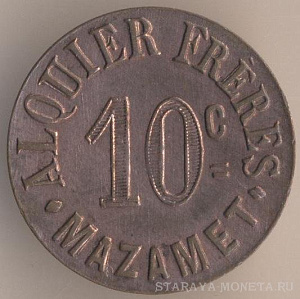 ALQUIER FRÈRES
10 C
· MAZAMET ·
STARAYA-MONETA.RU